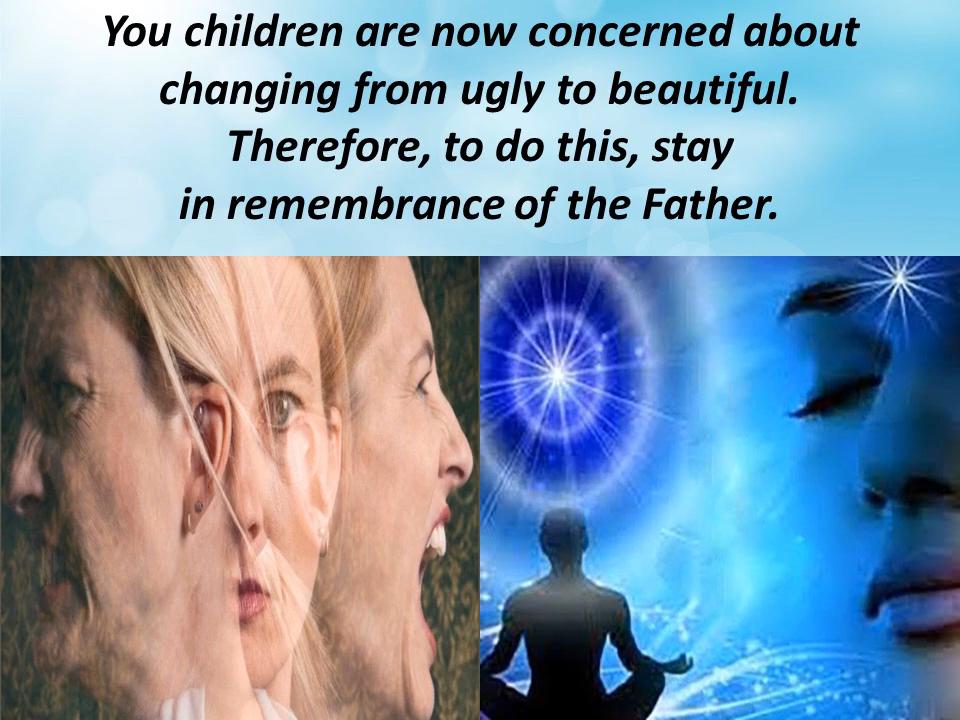 You children are now concerned about
changing from ugly to beautiful.
Therefore, to do this, stay
in remembrance of the Father.